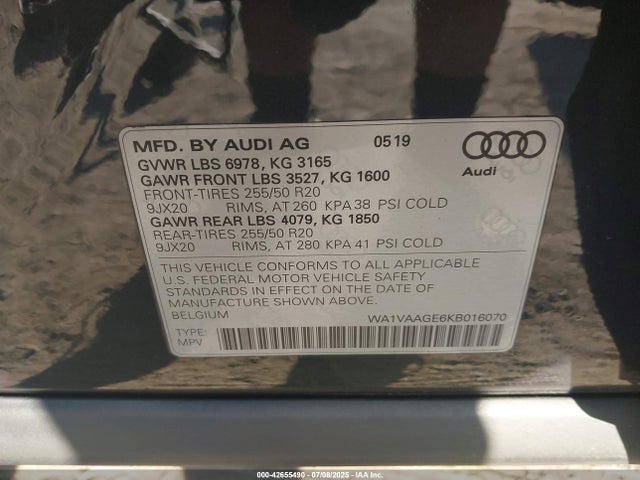 MFD. BY AUDI AG 0519
GVWR LBS 6978, KG 3165
GAWR FRONT LBS 3527, KG 1600
FRONT-TIRES 255/50 R20
9JX20 RIMS, AT 260 KPA 38 PSI COLD
GAWR REAR LBS 4079, KG 1850
REAR-TIRES 255/50 R20
9JX20 RIMS, AT 280 KPA 41 PSI COLD
Audi
THIS VEHICLE CONFORMS TO ALL APPLICABLE
U.S. FEDERAL MOTOR VEHICLE SAFETY
STANDARDS IN EFFECT ON THE DATE OF
MANUFACTURE SHOWN ABOVE.
BELGIUM WA1VAAGE6KB016070
TYPE:
MPV
000-42655490 - 07/08/2025 - IAA Inc.